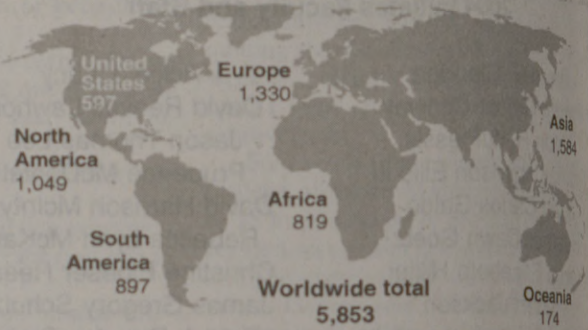 United
States
597
Europe
1,330
Asia
1,584
North
America
1,049
Africa
819
South
America
897
Worldwide total
5,853
Oceania
174